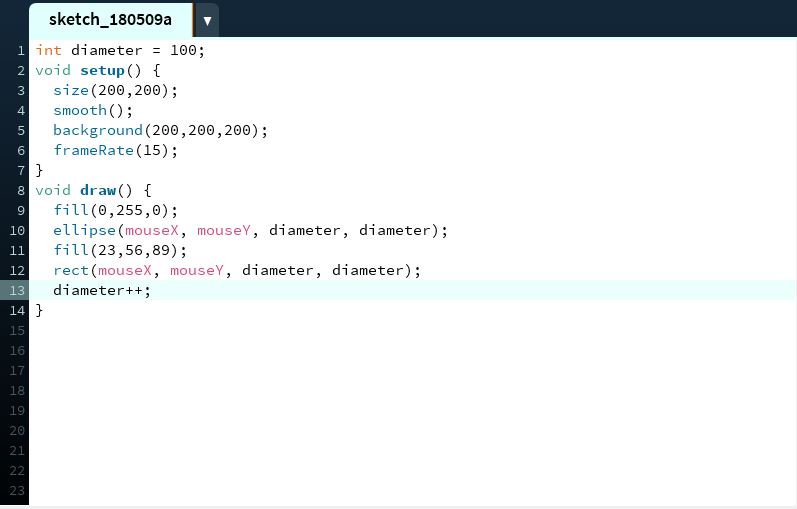 sketch_180509a ▼
1 int diameter = 100;
2 void setup() {
3   size(200,200);
4   smooth();
5   background(200,200,200);
6   frameRate(15);
7 }
8 void draw() {
9   fill(0,255,0);
10   ellipse(mouseX, mouseY, diameter, diameter);
11   fill(23,56,89);
12   rect(mouseX, mouseY, diameter, diameter);
13   diameter++;
14 }
15
16
17
18
19
20
21
22
23